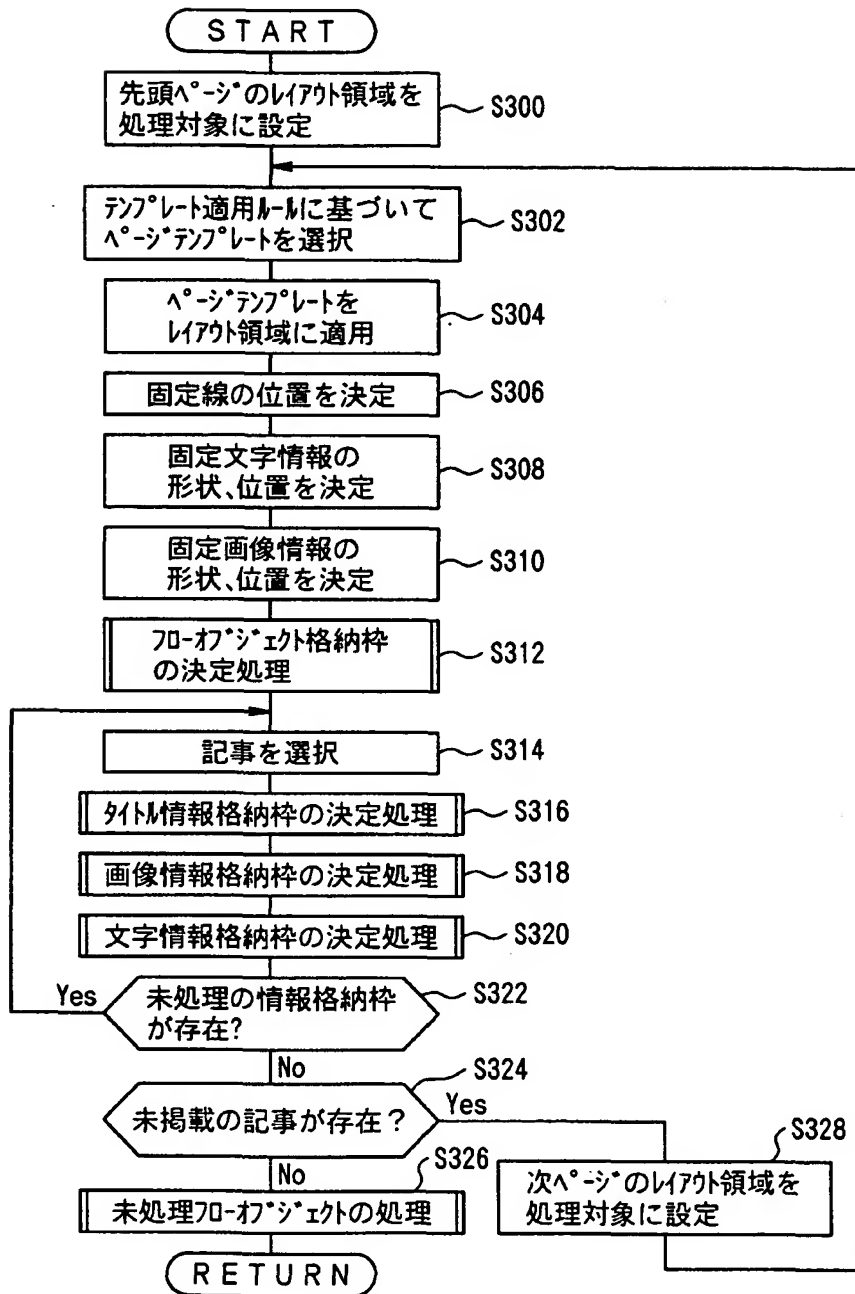 START
先頭ページのレイアウト領域を
処理対象に設定
S300
テンプレート適用ルールに基づいて
ページテンプレートを選択
S302
ページテンプレートを
レイアウト領域に適用
S304
固定線の位置を決定
S306
固定文字情報の
形状、位置を決定
S308
固定画像情報の
形状、位置を決定
S310
フローオブジェクト格納枠
の決定処理
S312
記事を選択
S314
タイトル情報格納枠の決定処理
S316
画像情報格納枠の決定処理
S318
文字情報格納枠の決定処理
S320
未処理の情報格納枠
が存在?
S322
Yes
No
未掲載の記事が存在?
S324
Yes
No
未処理フローオブジェクトの処理
S326
次ページのレイアウト領域を
処理対象に設定
S328
RETURN